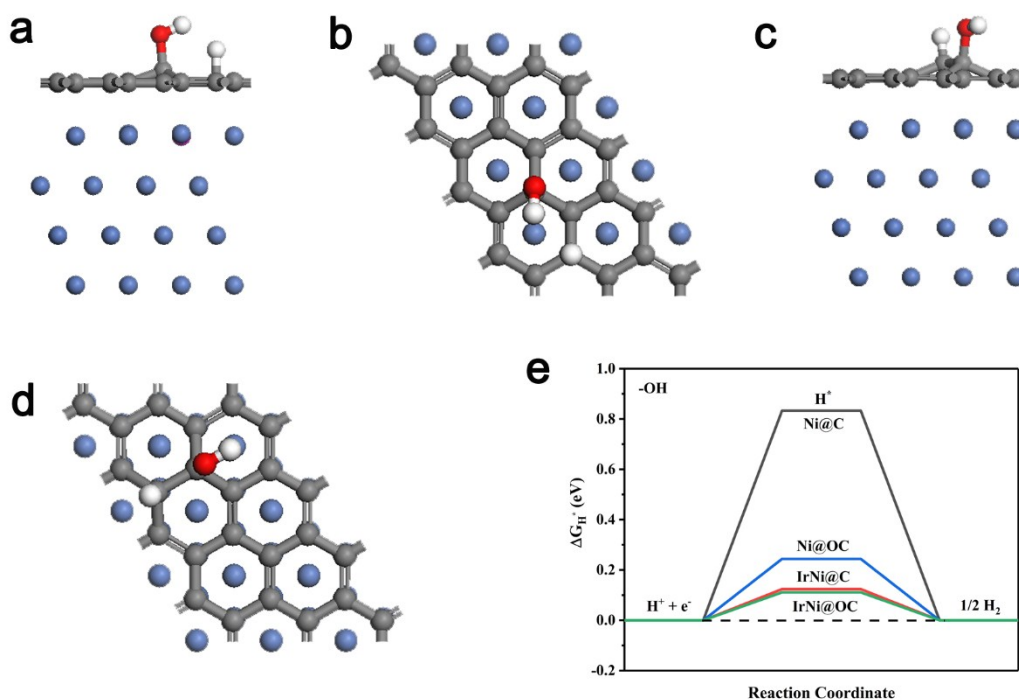 a
b
c
d
e
-OH
H*
Ni@C
Ni@OC
IrNi@C
IrNi@OC
H⁺ + e⁻
1/2 H₂
1.0
0.8
0.6
0.4
0.2
0.0
-0.2
ΔG_H* (eV)
Reaction Coordinate